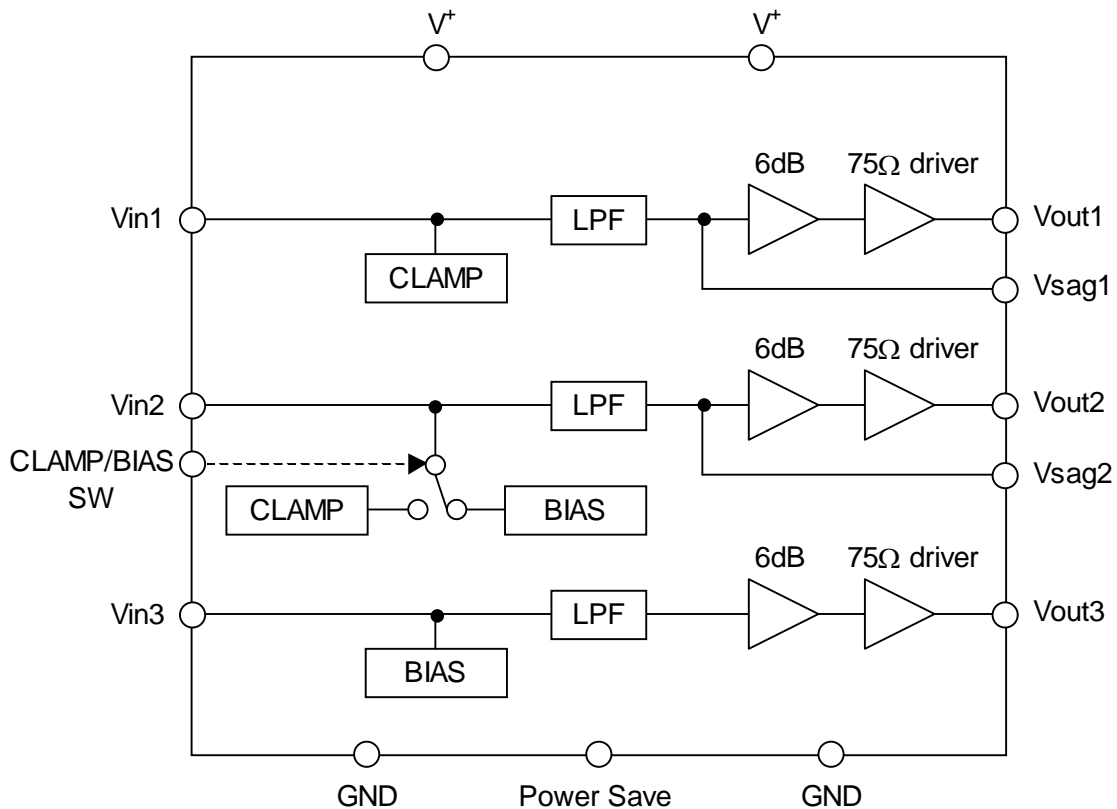 V+
V+
6dB
75Ω driver
Vin1
LPF
Vout1
CLAMP
Vsag1
6dB
75Ω driver
Vin2
LPF
Vout2
CLAMP/BIAS
SW
Vsag2
CLAMP
BIAS
6dB
75Ω driver
Vin3
LPF
Vout3
BIAS
GND
Power Save
GND